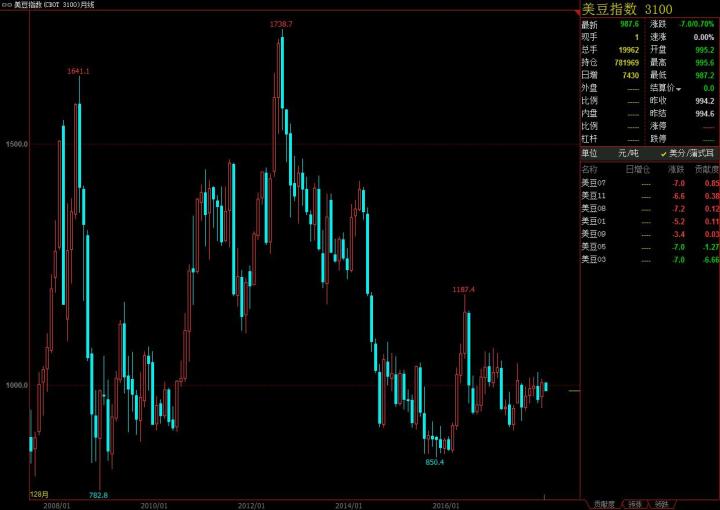 美豆指数 (CBOT 3100)月线
1738.7
1641.1
1500.0
1187.4
1000.0
850.4
782.8
128月
2008/01 2010/01 2012/01 2014/01 2016/01
美豆指数 3100
最新 987.6 涨跌 -7.0/0.70%
现手 1 速涨 0.00%
总手 19962 开盘 995.2
持仓 781969 最高 995.6
日增 7430 最低 987.2
外盘 ----- 结算价 0.0
比例 ----- 昨收 994.2
内盘 ----- 昨结 994.6
比例 ----- 涨停 -----
杠杆 ----- 跌停 -----
单位 元/吨 ✓ 美分/蒲式耳
名称 日增仓 涨跌 贡献度
美豆07 ---- -7.0 0.85
美豆11 ---- -6.6 0.38
美豆08 ---- -7.2 0.12
美豆01 ---- -5.2 0.11
美豆09 ---- -3.4 0.03
美豆05 ---- -7.0 -1.27
美豆03 ---- -7.0 -6.66
贡献度